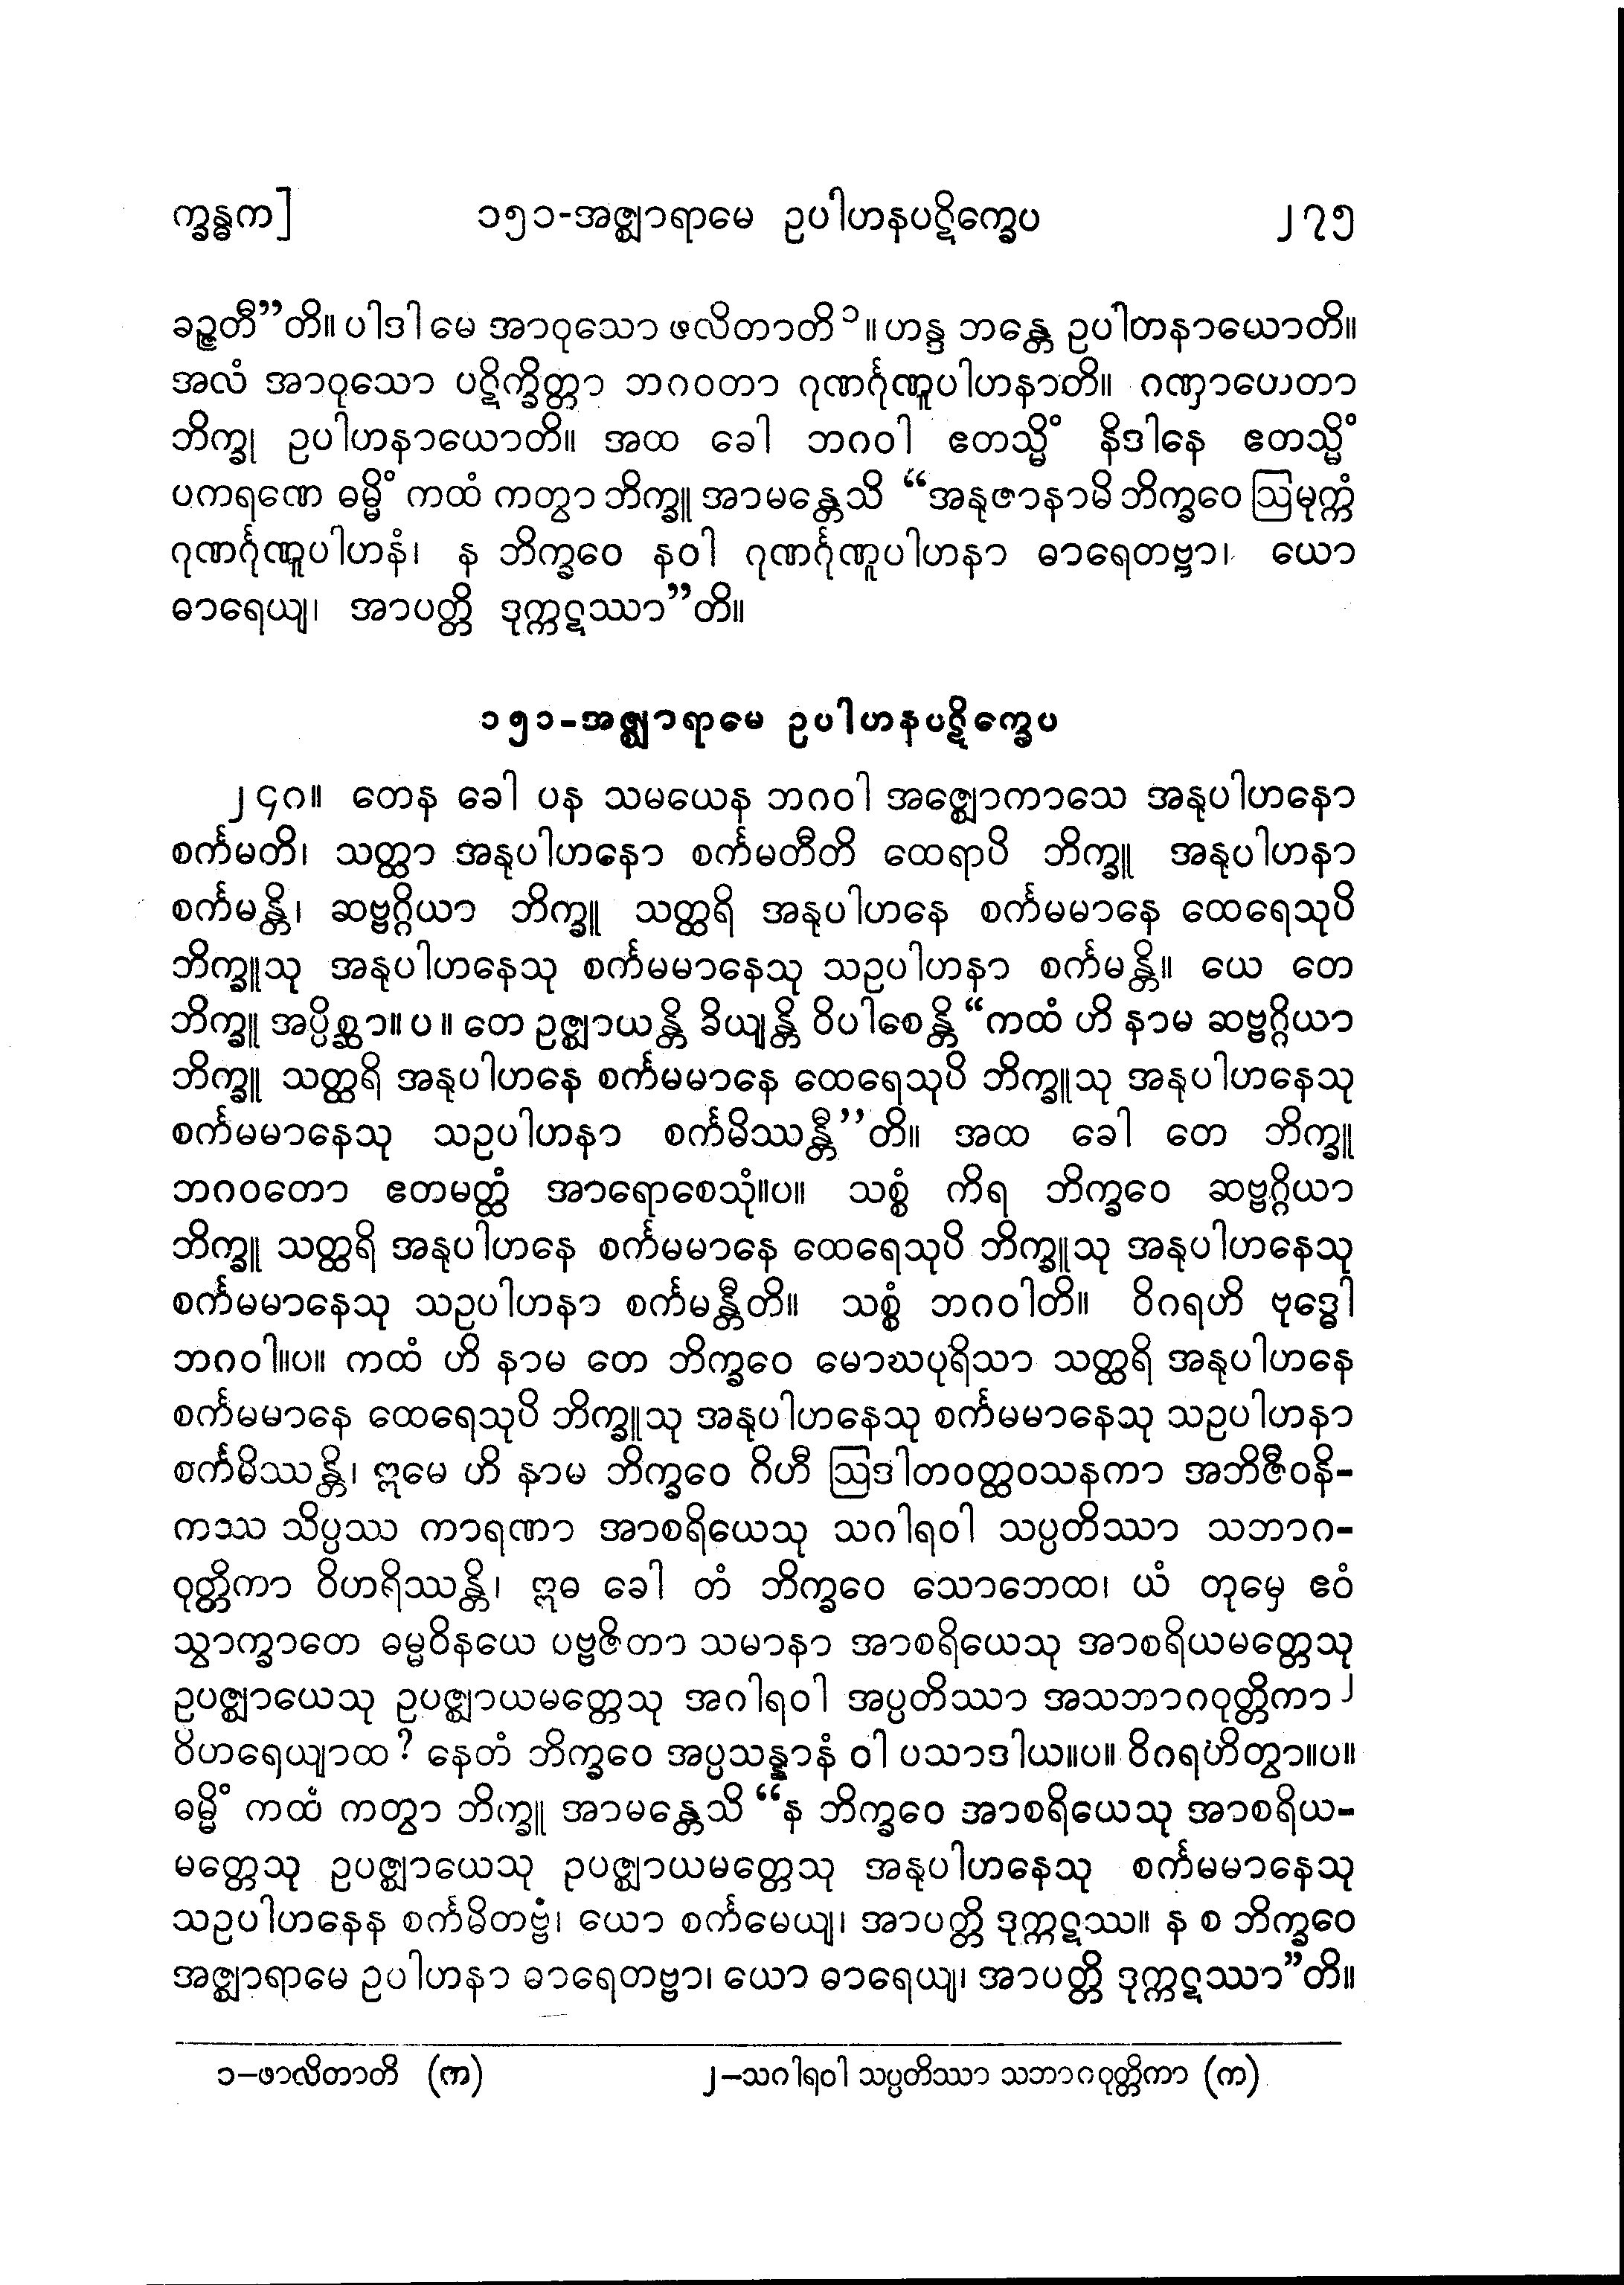 က္ခန္ဓက] ၁၅၁-အဇ္ဈာရာမေ ဥပါဟနပဋိက္ခေပ ၂၇၅
ခဉ္ဇတီ”တိ။ ပါဒါ မေ အာဝုသော ဖလိတာတိ ၁။ ဟန္ဒ ဘန္တေ ဥပါတနာယောတိ။
အလံ အာဝုသော ပဋိက္ခိတ္တာ ဘဂဝတာ ဂုဏင်္ဂုဏူပါဟနာတိ။ ဂဏှာဟေတာ
ဘိက္ခု ဥပါဟနာယောတိ။ အထ ခေါ ဘဂဝါ ဧတသ္မိံ နိဒါနေ ဧတသ္မိံ
ပကရဏေ ဓမ္မိံ ကထံ ကတွာ ဘိက္ခူ အာမန္တေသိ “အနုဇာနာမိ ဘိက္ခဝေ ဩမုက္ကံ
ဂုဏင်္ဂုဏူပါဟနံ၊ န ဘိက္ခဝေ နဝါ ဂုဏင်္ဂုဏူပါဟနာ ဓာရေတဗ္ဗာ၊ ယော
ဓာရေယျ၊ အာပတ္တိ ဒုက္ကဋဿာ”တိ။
၁၅၁-အဇ္ဈာရာမေ ဥပါဟနပဋိက္ခေပ
၂၄၈။ တေန ခေါ ပန သမယေန ဘဂဝါ အဇ္ဈောကာသေ အနုပါဟနော
စင်္ကမတိ၊ သတ္ထာ အနုပါဟနော စင်္ကမတီတိ ထေရာပိ ဘိက္ခူ အနုပါဟနာ
စင်္ကမန္တိ၊ ဆဗ္ဗဂ္ဂိယာ ဘိက္ခူ သတ္ထရိ အနုပါဟနေ စင်္ကမမာနေ ထေရေသုပိ
ဘိက္ခူသု အနုပါဟနေသု စင်္ကမမာနေသု သဥပါဟနာ စင်္ကမန္တိ။ ယေ တေ
ဘိက္ခူ အပ္ပိစ္ဆာ။ ပ ။ တေ ဥဇ္ဈာယန္တိ ခိယျန္တိ ဝိပါစေန္တိ “ကထံ ဟိ နာမ ဆဗ္ဗဂ္ဂိယာ
ဘိက္ခူ သတ္ထရိ အနုပါဟနေ စင်္ကမမာနေ ထေရေသုပိ ဘိက္ခူသု အနုပါဟနေသု
စင်္ကမမာနေသု သဥပါဟနာ စင်္ကမိဿန္တီ”တိ။ အထ ခေါ တေ ဘိက္ခူ
ဘဂဝတော ဧတမတ္ထံ အာရောစေသုံ။ပ။ သစ္စံ ကိရ ဘိက္ခဝေ ဆဗ္ဗဂ္ဂိယာ
ဘိက္ခူ သတ္ထရိ အနုပါဟနေ စင်္ကမမာနေ ထေရေသုပိ ဘိက္ခူသု အနုပါဟနေသု
စင်္ကမမာနေသု သဥပါဟနာ စင်္ကမန္တီတိ။ သစ္စံ ဘဂဝါတိ။ ဝိဂရဟိ ဗုဒ္ဓေါ
ဘဂဝါ။ပ။ ကထံ ဟိ နာမ တေ ဘိက္ခဝေ မောဃပုရိသာ သတ္ထရိ အနုပါဟနေ
စင်္ကမမာနေ ထေရေသုပိ ဘိက္ခူသု အနုပါဟနေသု စင်္ကမမာနေသု သဥပါဟနာ
စင်္ကမိဿန္တိ၊ ဣမေ ဟိ နာမ ဘိက္ခဝေ ဂိဟီ ဩဒါတဝတ္ထဝသနကာ အဘိဇီဝနိ-
ကဿ သိပ္ပဿ ကာရဏာ အာစရိယေသု သဂါရဝါ သပ္ပတိဿာ သဘာဂ-
ဝုတ္တိကာ ဝိဟရိဿန္တိ၊ ဣဓ ခေါ တံ ဘိက္ခဝေ သောဘေထ၊ ယံ တုမှေ ဧဝံ
သွာက္ခာတေ ဓမ္မဝိနယေ ပဗ္ဗဇိတာ သမာနာ အာစရိယေသု အာစရိယမတ္တေသု
ဥပဇ္ဈာယေသု ဥပဇ္ဈာယမတ္တေသု အဂါရဝါ အပ္ပတိဿာ အသဘာဂဝုတ္တိကာ ၂
ဝိဟရေယျာထ ? နေတံ ဘိက္ခဝေ အပ္ပသန္နာနံ ဝါ ပသာဒါယ။ပ။ ဝိဂရဟိတွာ။ပ။
ဓမ္မိံ ကထံ ကတွာ ဘိက္ခူ အာမန္တေသိ “န ဘိက္ခဝေ အာစရိယေသု အာစရိယ-
မတ္တေသု ဥပဇ္ဈာယေသု ဥပဇ္ဈာယမတ္တေသု အနုပါဟနေသု စင်္ကမမာနေသု
သဥပါဟနေန စင်္ကမိတဗ္ဗံ၊ ယော စင်္ကမေယျ၊ အာပတ္တိ ဒုက္ကဋဿ။ န စ ဘိက္ခဝေ
အဇ္ဈာရာမေ ဥပါဟနာ ဓာရေတဗ္ဗာ၊ ယော ဓာရေယျ၊ အာပတ္တိ ဒုက္ကဋဿာ”တိ။
၁-ဖာလိတာတိ (က) ၂-သဂါရဝါ သပ္ပတိဿာ သဘာဂဝုတ္တိကာ (က)